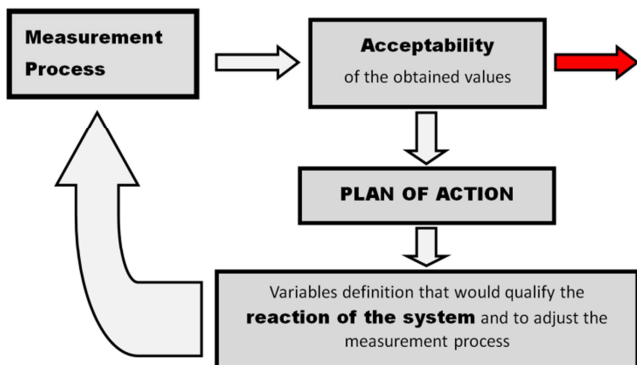 Measurement
Process
Acceptability
of the obtained values
PLAN OF ACTION
Variables definition that would qualify the
reaction of the system and to adjust the
measurement process